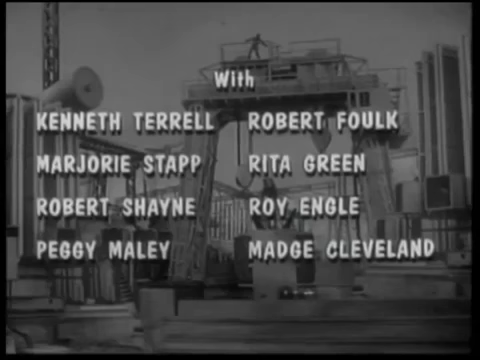 With
KENNETH TERRELL ROBERT FOULK
MARJORIE STAPP RITA GREEN
ROBERT SHAYNE ROY ENGLE
PEGGY MALEY MADGE CLEVELAND